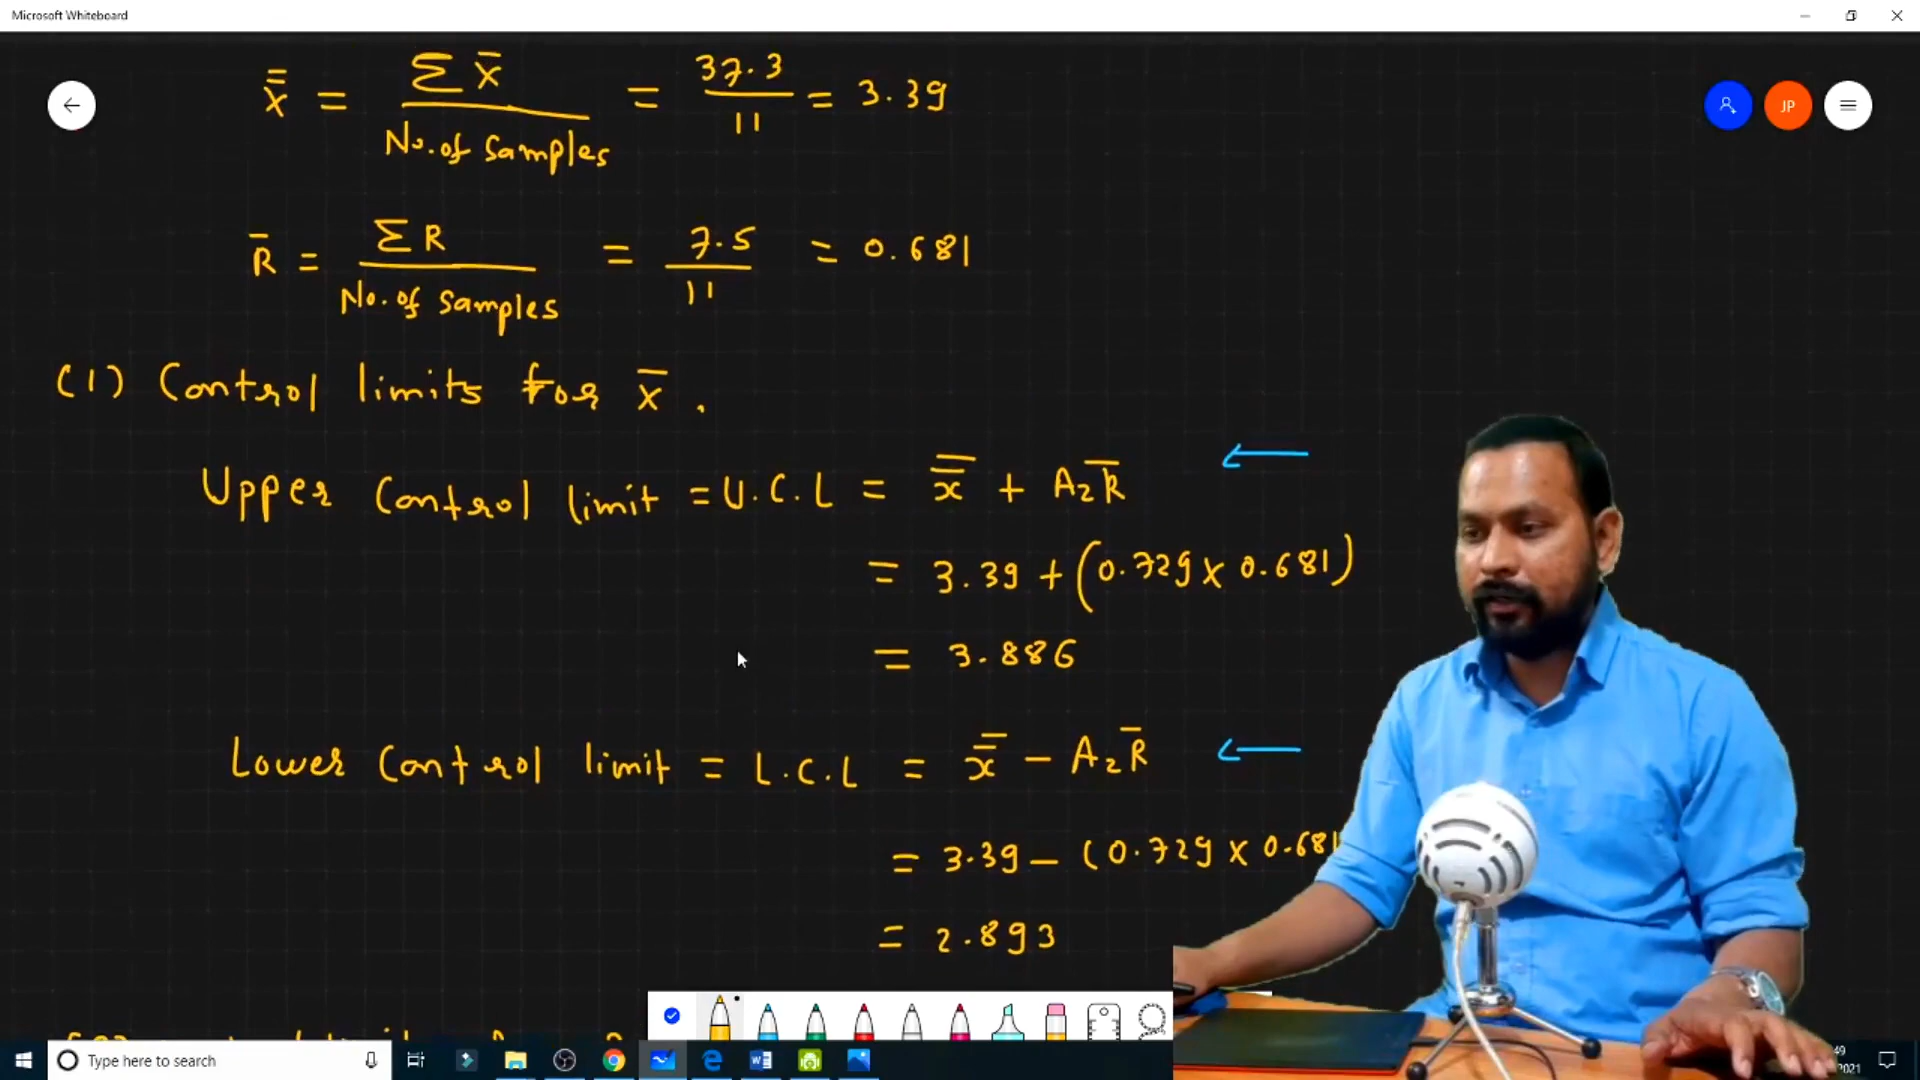 Microsoft Whiteboard
X̿ = ΣX̄ / No. of Samples = 37.3 / 11 = 3.39
JP
R̄ = ΣR / No. of Samples = 7.5 / 11 = 0.681
(1) Control limits for X̄.
Upper Control limit = U.C.L = x̿ + A₂R̄
= 3.39 + (0.729 x 0.681)
= 3.886
Lower Control limit = L.C.L = x̿ - A₂R̄
= 3.39 - (0.729 x 0.681
= 2.893
Type here to search